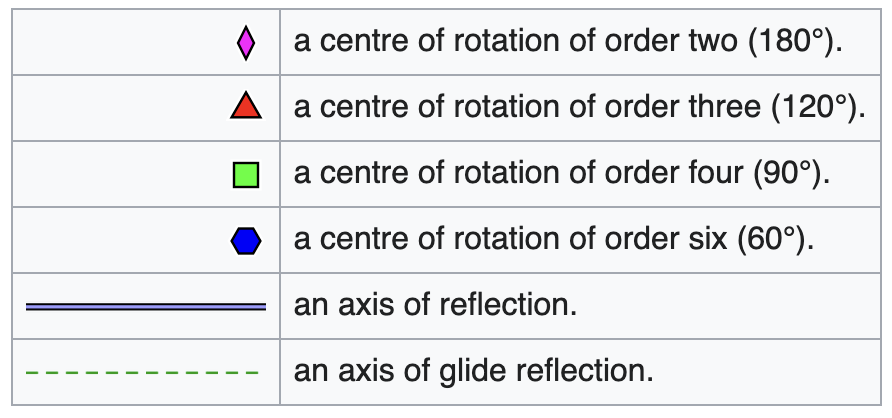 a centre of rotation of order two (180°).
a centre of rotation of order three (120°).
a centre of rotation of order four (90°).
a centre of rotation of order six (60°).
an axis of reflection.
an axis of glide reflection.